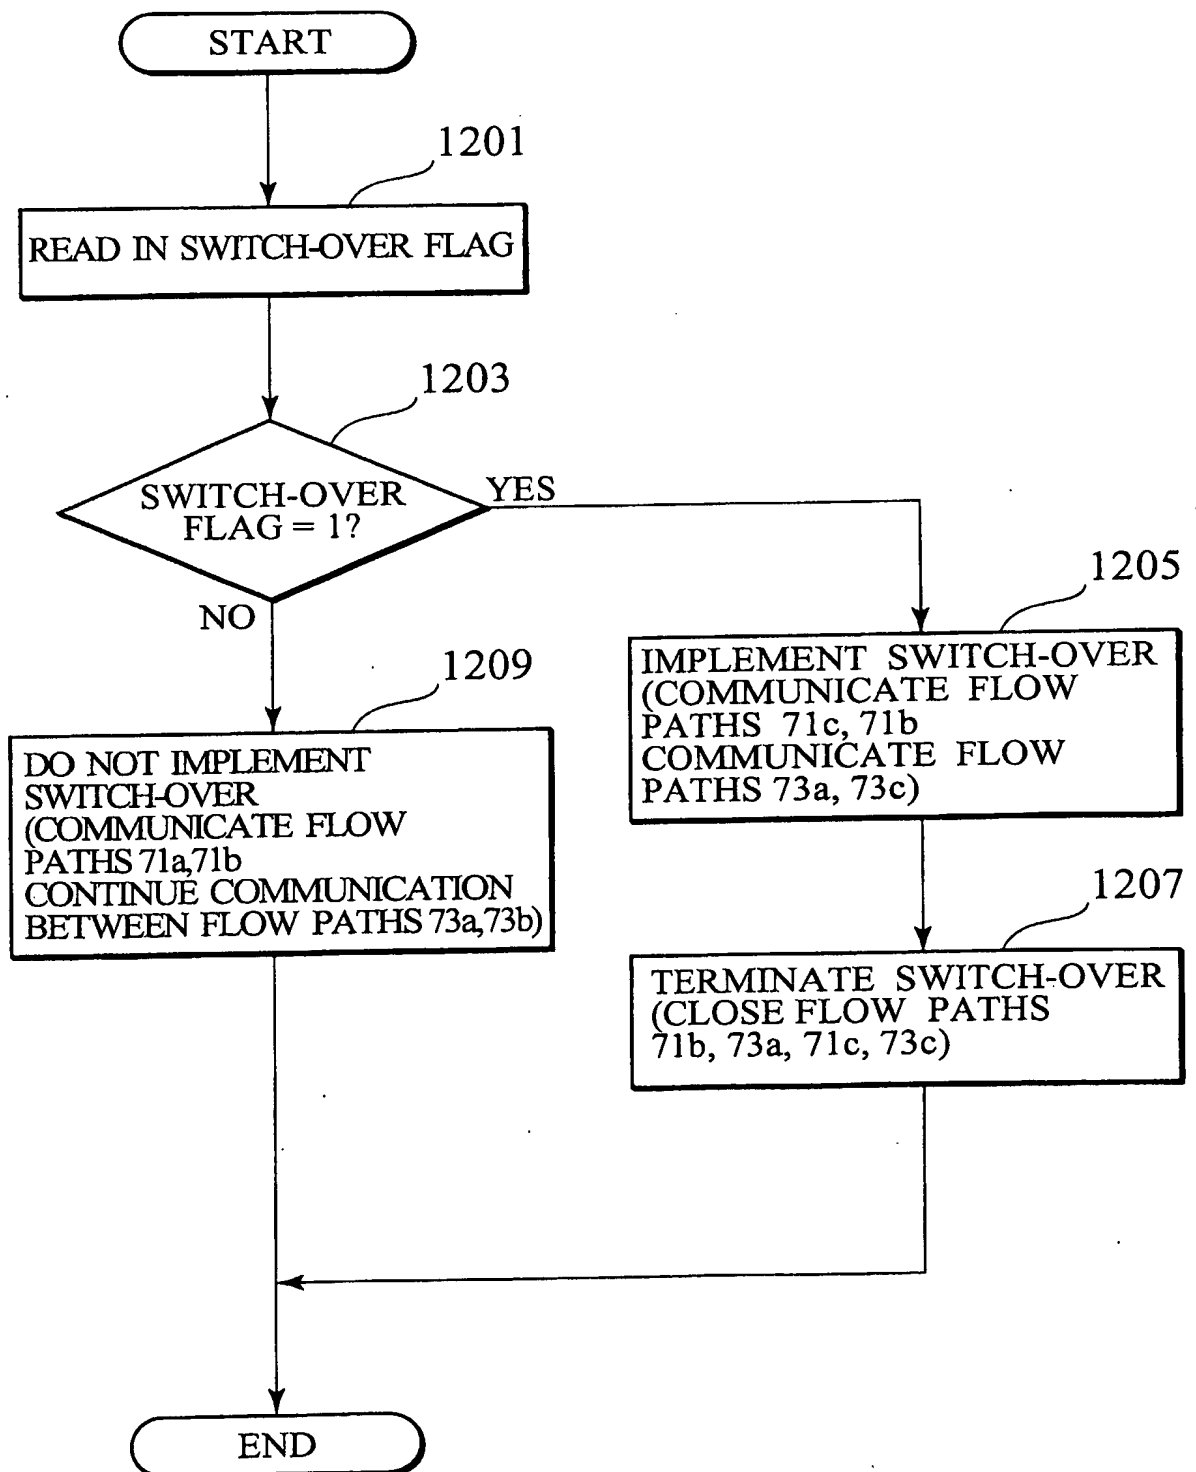 START
1201
READ IN SWITCH-OVER FLAG
1203
SWITCH-OVER
FLAG = 1?
YES
NO
1205
IMPLEMENT SWITCH-OVER
(COMMUNICATE FLOW
PATHS 71c, 71b
COMMUNICATE FLOW
PATHS 73a, 73c)
1209
DO NOT IMPLEMENT
SWITCH-OVER
(COMMUNICATE FLOW
PATHS 71a,71b
CONTINUE COMMUNICATION
BETWEEN FLOW PATHS 73a,73b)
1207
TERMINATE SWITCH-OVER
(CLOSE FLOW PATHS
71b, 73a, 71c, 73c)
END